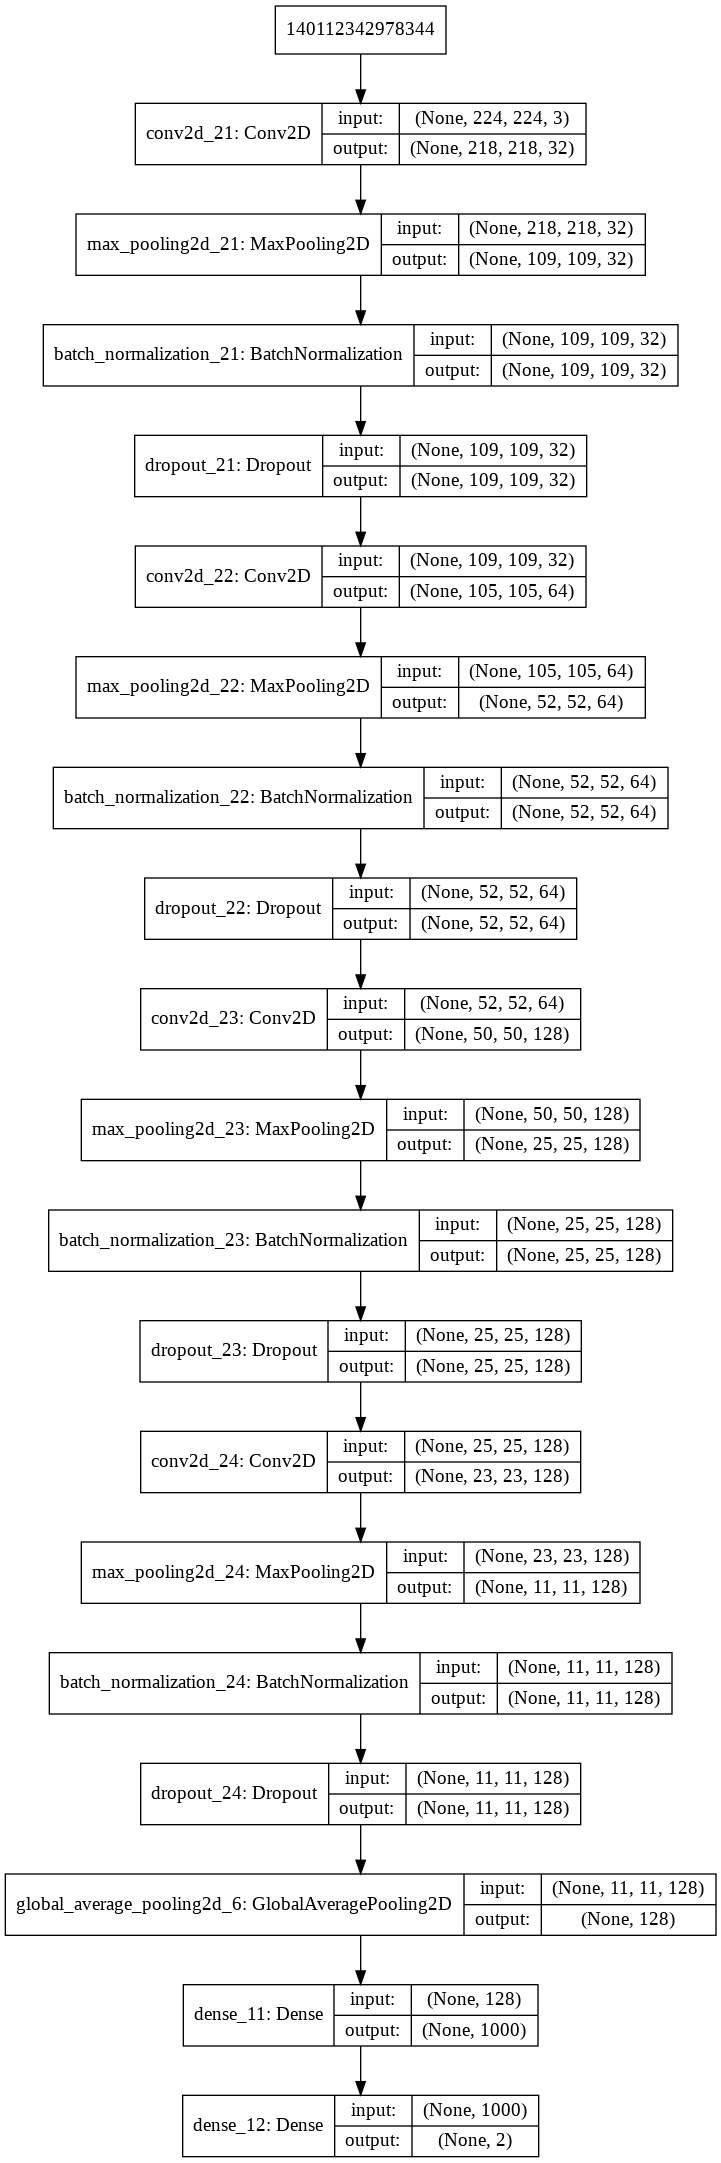 140112342978344
conv2d_21: Conv2D
input: (None, 224, 224, 3)
output: (None, 218, 218, 32)
max_pooling2d_21: MaxPooling2D
input: (None, 218, 218, 32)
output: (None, 109, 109, 32)
batch_normalization_21: BatchNormalization
input: (None, 109, 109, 32)
output: (None, 109, 109, 32)
dropout_21: Dropout
input: (None, 109, 109, 32)
output: (None, 109, 109, 32)
conv2d_22: Conv2D
input: (None, 109, 109, 32)
output: (None, 105, 105, 64)
max_pooling2d_22: MaxPooling2D
input: (None, 105, 105, 64)
output: (None, 52, 52, 64)
batch_normalization_22: BatchNormalization
input: (None, 52, 52, 64)
output: (None, 52, 52, 64)
dropout_22: Dropout
input: (None, 52, 52, 64)
output: (None, 52, 52, 64)
conv2d_23: Conv2D
input: (None, 52, 52, 64)
output: (None, 50, 50, 128)
max_pooling2d_23: MaxPooling2D
input: (None, 50, 50, 128)
output: (None, 25, 25, 128)
batch_normalization_23: BatchNormalization
input: (None, 25, 25, 128)
output: (None, 25, 25, 128)
dropout_23: Dropout
input: (None, 25, 25, 128)
output: (None, 25, 25, 128)
conv2d_24: Conv2D
input: (None, 25, 25, 128)
output: (None, 23, 23, 128)
max_pooling2d_24: MaxPooling2D
input: (None, 23, 23, 128)
output: (None, 11, 11, 128)
batch_normalization_24: BatchNormalization
input: (None, 11, 11, 128)
output: (None, 11, 11, 128)
dropout_24: Dropout
input: (None, 11, 11, 128)
output: (None, 11, 11, 128)
global_average_pooling2d_6: GlobalAveragePooling2D
input: (None, 11, 11, 128)
output: (None, 128)
dense_11: Dense
input: (None, 128)
output: (None, 1000)
dense_12: Dense
input: (None, 1000)
output: (None, 2)